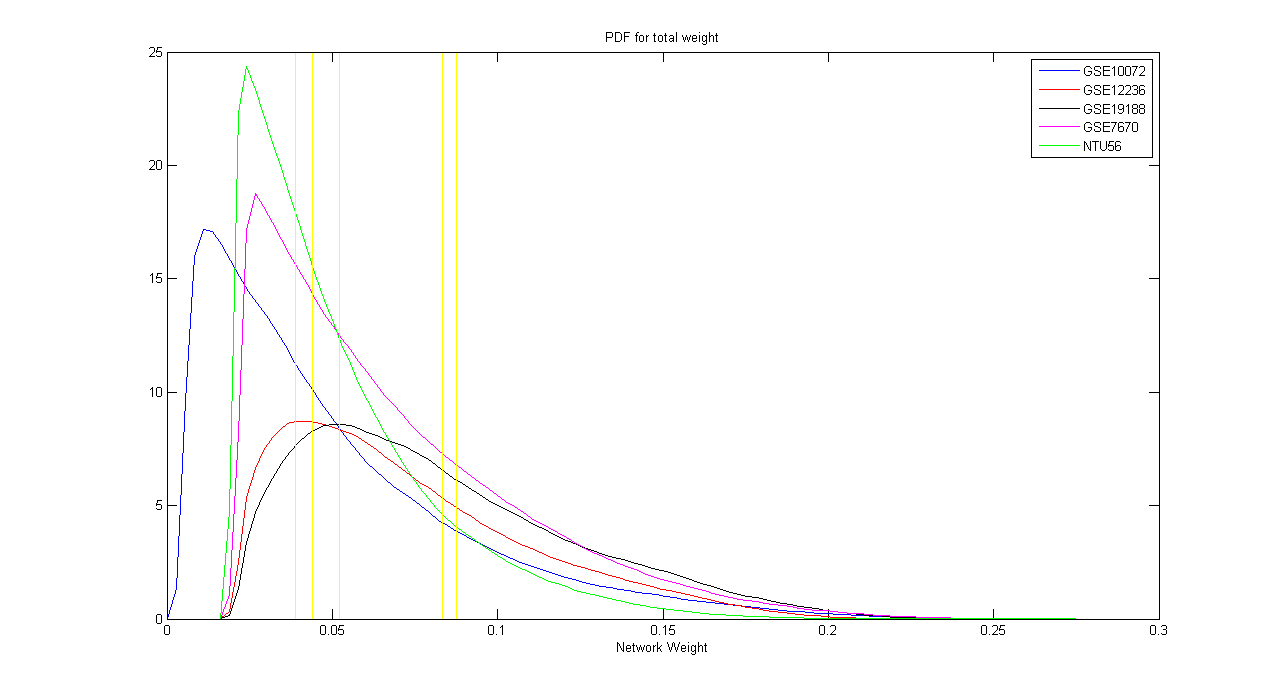 PDF for total weight
25
20
15
10
5
0
0 0.05 0.1 0.15 0.2 0.25 0.3
Network Weight
GSE10072
GSE12236
GSE19188
GSE7670
NTU56